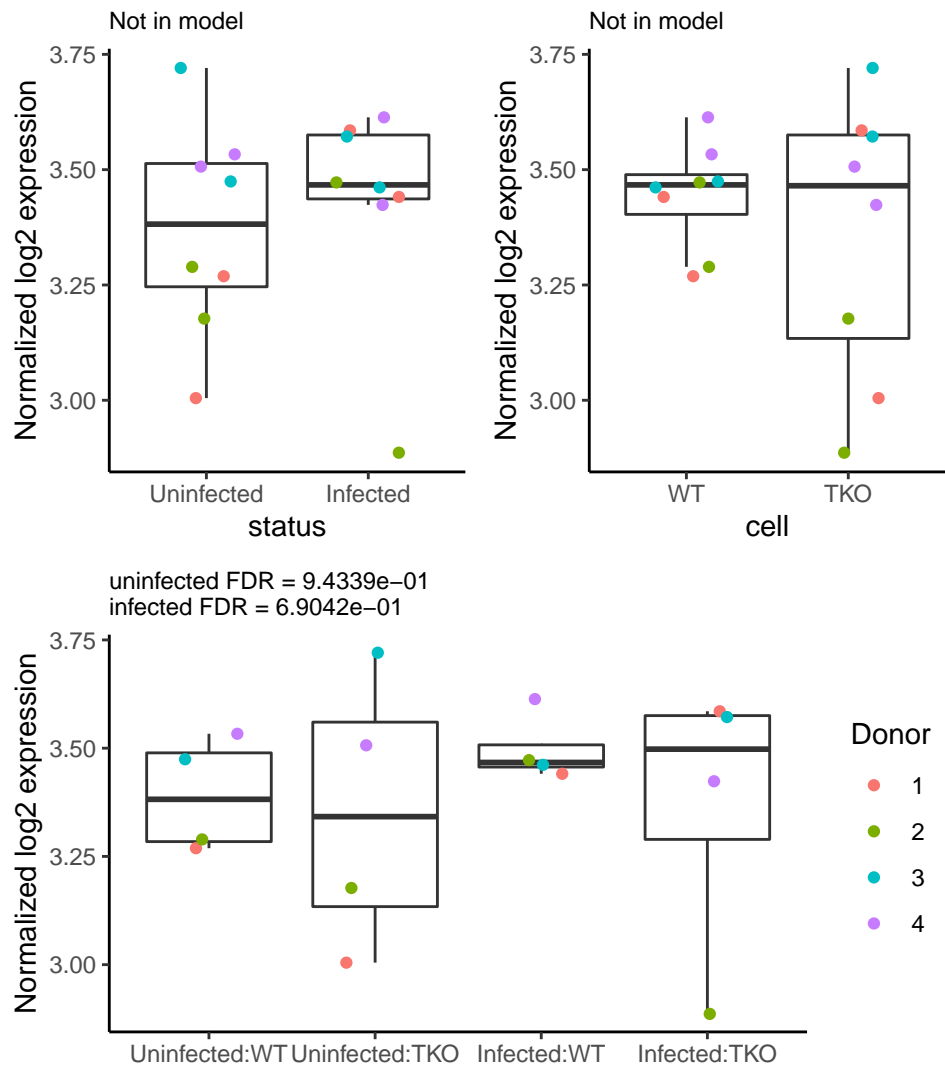 Not in model
Normalized log2 expression
3.75
3.50
3.25
3.00
Uninfected
Infected
status
Not in model
Normalized log2 expression
3.75
3.50
3.25
3.00
WT
TKO
cell
uninfected FDR = 9.4339e−01
infected FDR = 6.9042e−01
Normalized log2 expression
3.75
3.50
3.25
3.00
Uninfected:WT
Uninfected:TKO
Infected:WT
Infected:TKO
Donor
1
2
3
4